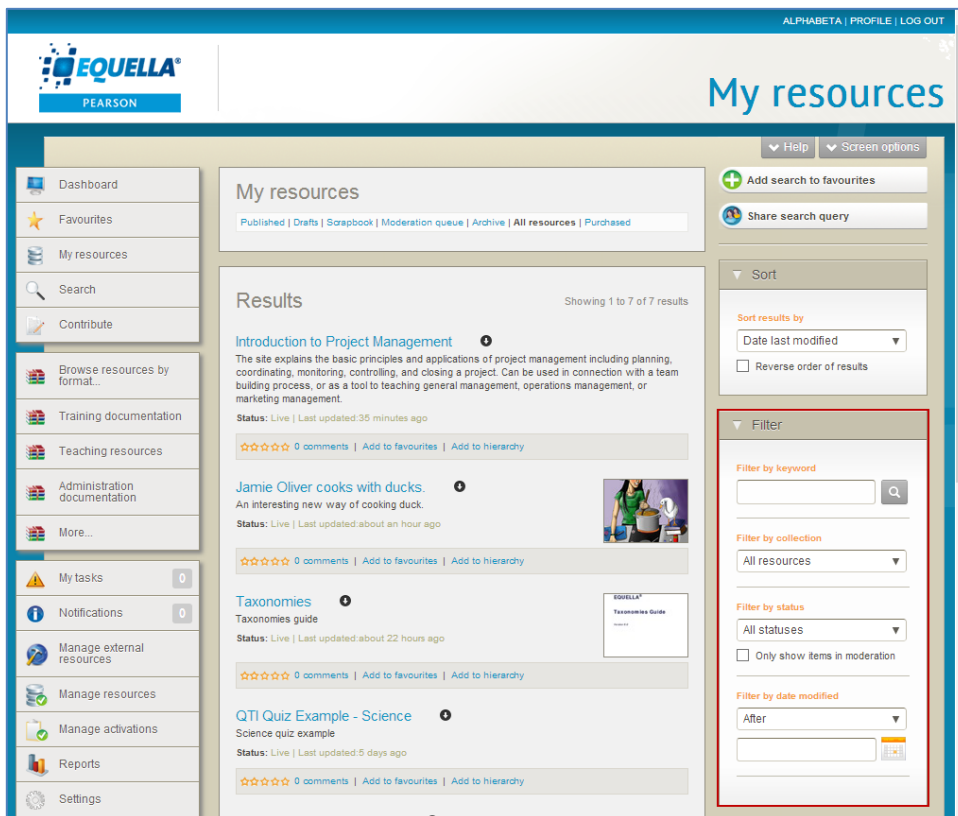 ALPHABETA | PROFILE | LOG OUT
EQUELLA®
PEARSON
My resources
Help
Screen options
Dashboard
Favourites
My resources
Search
Contribute
Browse resources by
format...
Training documentation
Teaching resources
Administration
documentation
More...
My tasks 0
Notifications 0
Manage external
resources
Manage resources
Manage activations
Reports
Settings
My resources
Published | Drafts | Scrapbook | Moderation queue | Archive | All resources | Purchased
Results
Showing 1 to 7 of 7 results
Introduction to Project Management
The site explains the basic principles and applications of project management including planning,
coordinating, monitoring, controlling, and closing a project. Can be used in connection with a team
building process, or as a tool to teaching general management, operations management, or
marketing management.
Status: Live | Last updated:35 minutes ago
0 comments | Add to favourites | Add to hierarchy
Jamie Oliver cooks with ducks.
An interesting new way of cooking duck.
Status: Live | Last updated:about an hour ago
0 comments | Add to favourites | Add to hierarchy
Taxonomies
Taxonomies guide
Status: Live | Last updated:about 22 hours ago
EQUELLA®
Taxonomies Guide
0 comments | Add to favourites | Add to hierarchy
QTI Quiz Example - Science
Science quiz example
Status: Live | Last updated:5 days ago
0 comments | Add to favourites | Add to hierarchy
Add search to favourites
Share search query
Sort
Sort results by
Date last modified
Reverse order of results
Filter
Filter by keyword
Filter by collection
All resources
Filter by status
All statuses
Only show items in moderation
Filter by date modified
After